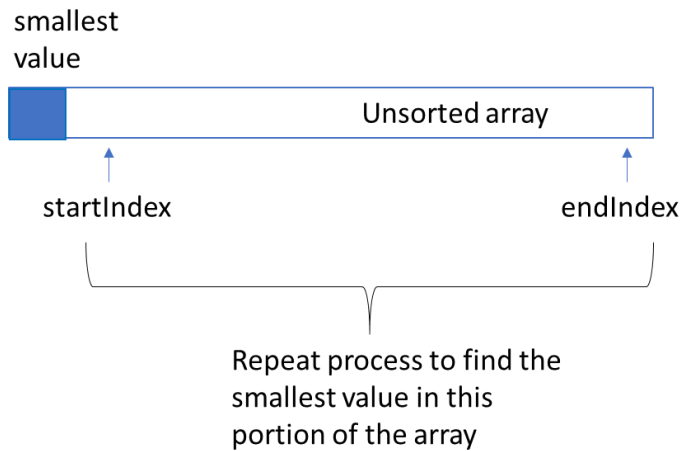 smallest
value
Unsorted array
startIndex
endIndex
Repeat process to find the
smallest value in this
portion of the array